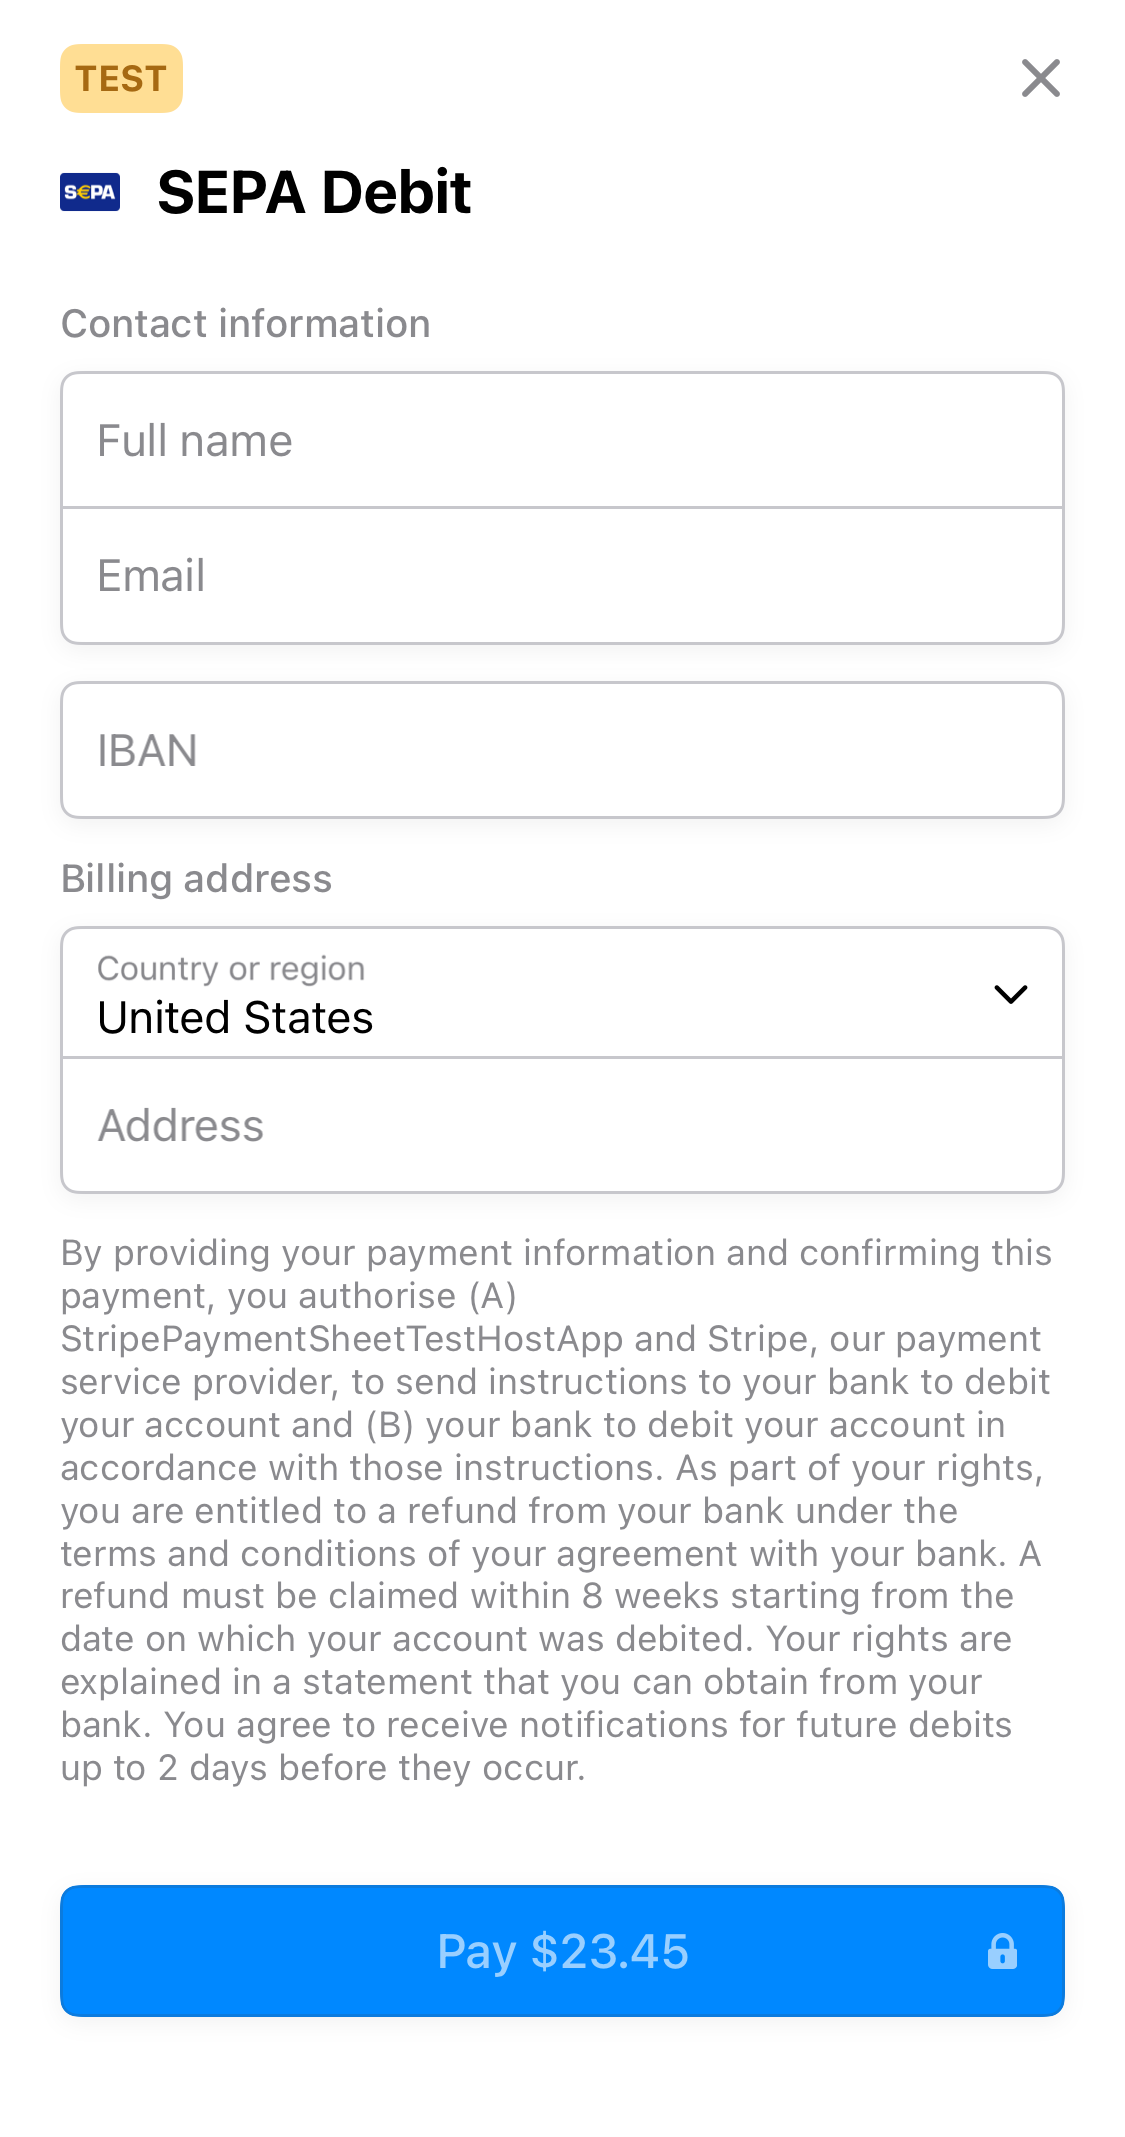 TEST
S€PA SEPA Debit
Contact information
Full name
Email
IBAN
Billing address
Country or region
United States
Address
By providing your payment information and confirming this
payment, you authorise (A)
StripePaymentSheetTestHostApp and Stripe, our payment
service provider, to send instructions to your bank to debit
your account and (B) your bank to debit your account in
accordance with those instructions. As part of your rights,
you are entitled to a refund from your bank under the
terms and conditions of your agreement with your bank. A
refund must be claimed within 8 weeks starting from the
date on which your account was debited. Your rights are
explained in a statement that you can obtain from your
bank. You agree to receive notifications for future debits
up to 2 days before they occur.
Pay $23.45